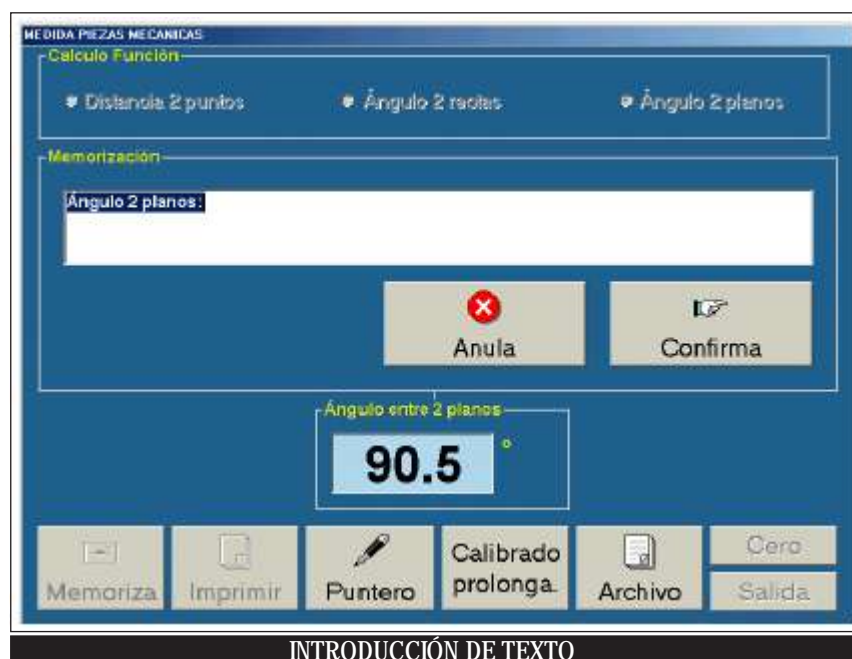 MEDIDA PIEZAS MECANICAS
Calculo Función
Distancia 2 puntos
Ángulo 2 rectas
Ángulo 2 planos
Memorización
Ángulo 2 planos:
Anula
Confirma
Ángulo entre 2 planos
90.5 °
Memoriza
Imprimir
Puntero
Calibrado
prolonga.
Archivo
Cero
Salida
INTRODUCCIÓN DE TEXTO